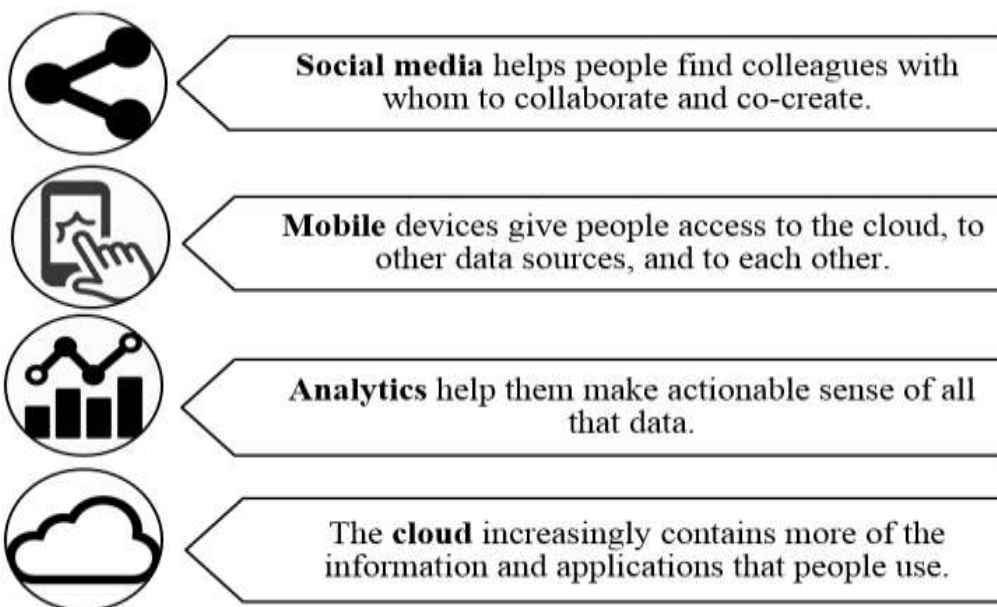 Social media helps people find colleagues with
whom to collaborate and co-create.
Mobile devices give people access to the cloud, to
other data sources, and to each other.
Analytics help them make actionable sense of all
that data.
The cloud increasingly contains more of the
information and applications that people use.